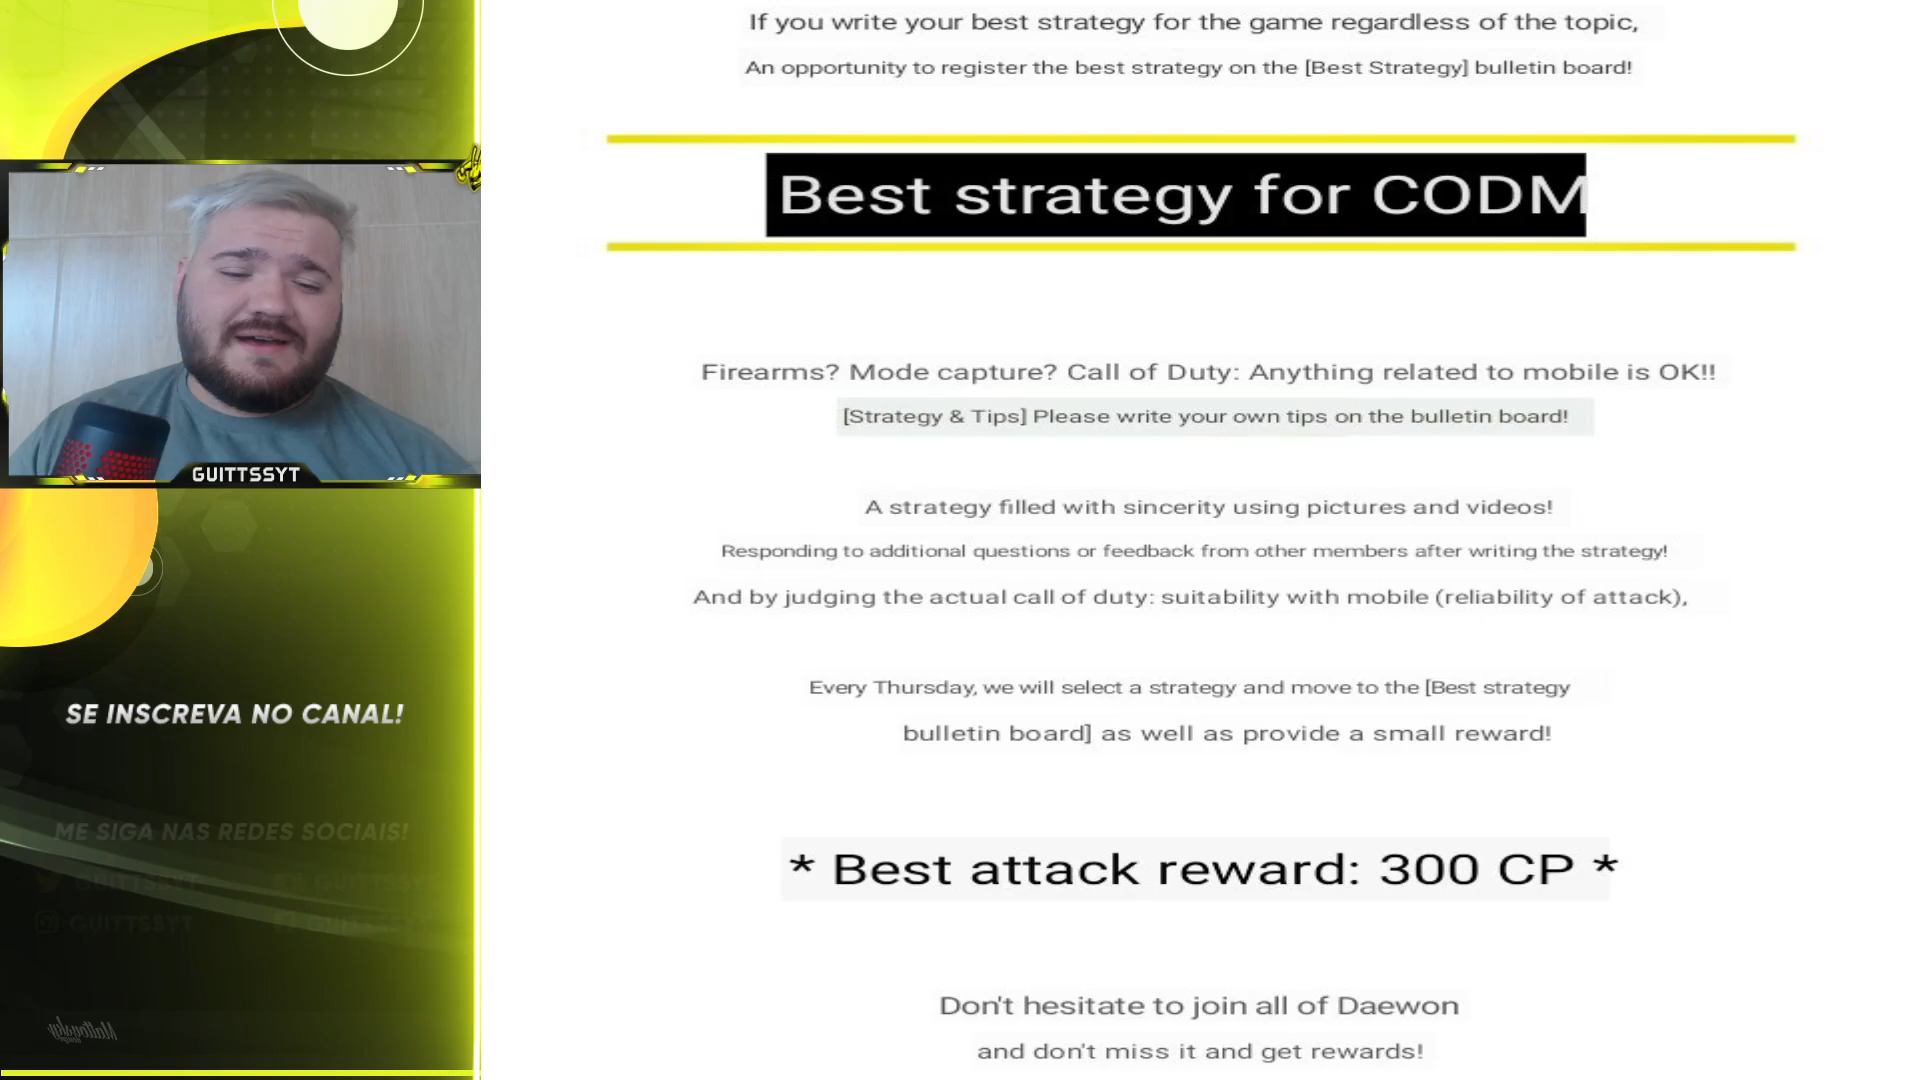 If you write your best strategy for the game regardless of the topic,
An opportunity to register the best strategy on the [Best Strategy] bulletin board!
Best strategy for CODM
Firearms? Mode capture? Call of Duty: Anything related to mobile is OK!!
[Strategy & Tips] Please write your own tips on the bulletin board!
A strategy filled with sincerity using pictures and videos!
Responding to additional questions or feedback from other members after writing the strategy!
And by judging the actual call of duty: suitability with mobile (reliability of attack),
Every Thursday, we will select a strategy and move to the [Best strategy
bulletin board] as well as provide a small reward!
* Best attack reward: 300 CP *
Don't hesitate to join all of Daewon
and don't miss it and get rewards!
GUITTSSYT
SE INSCREVA NO CANAL!
ME SIGA NAS REDES SOCIAIS!
GUITTSSYT
GUITTSSYT